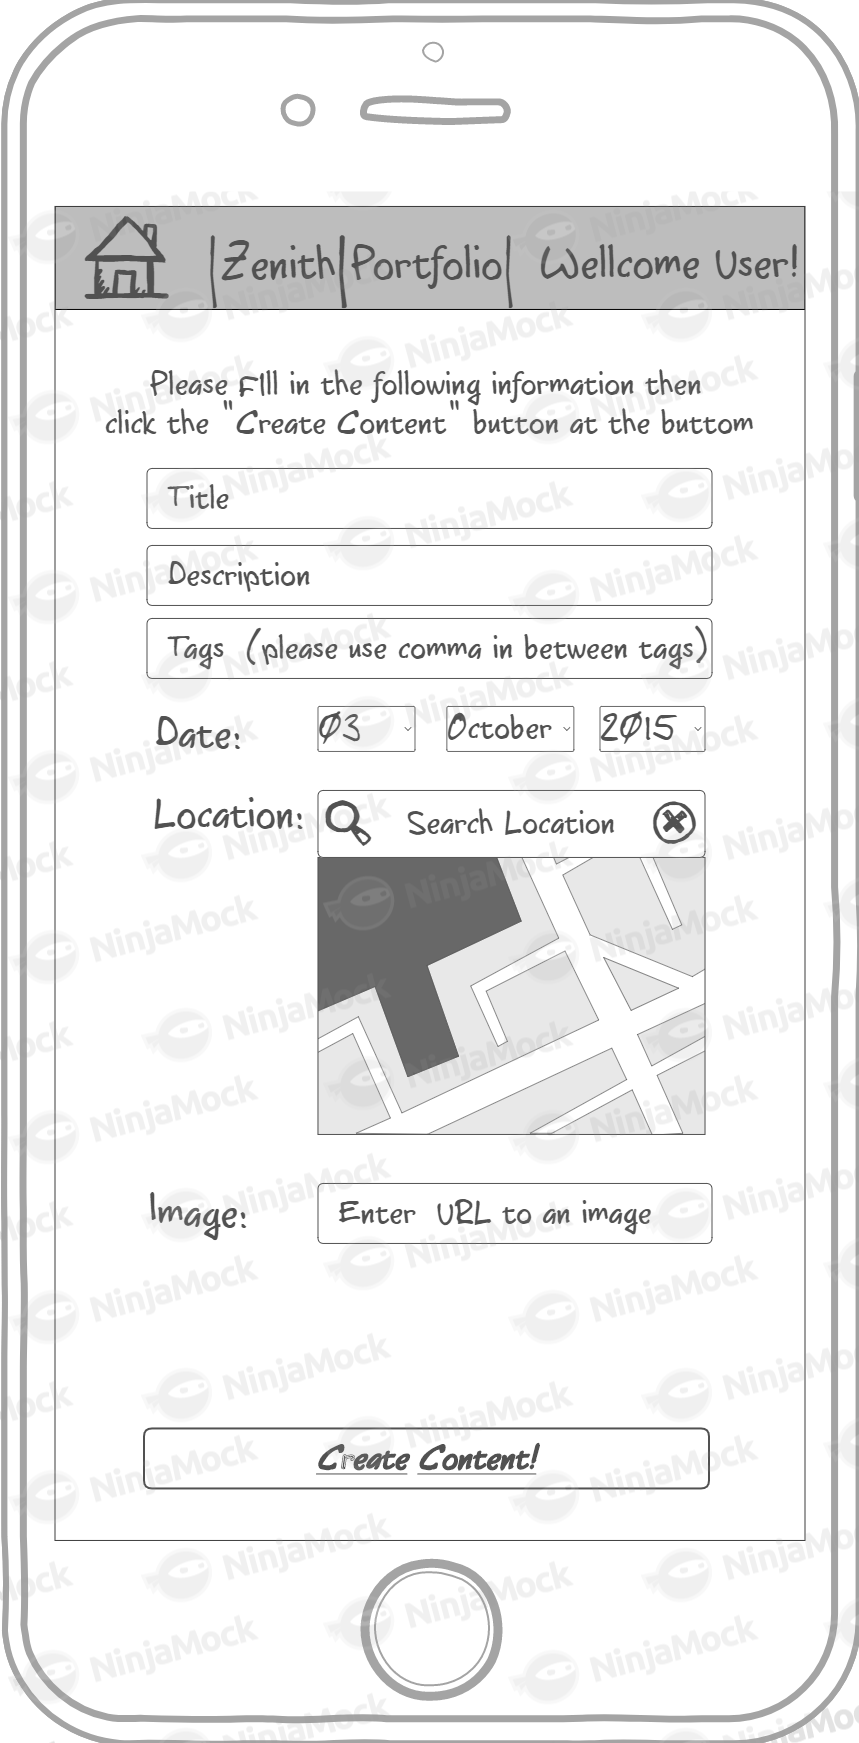 Zenith Portfolio Wellcome User!
Please FIll in the following information then
click the "Create Content" button at the buttom
Title
Description
Tags (please use comma in between tags)
Date: 03 October 2015
Location: Search Location
Image: Enter URL to an image
Create Content!
NinjaMock